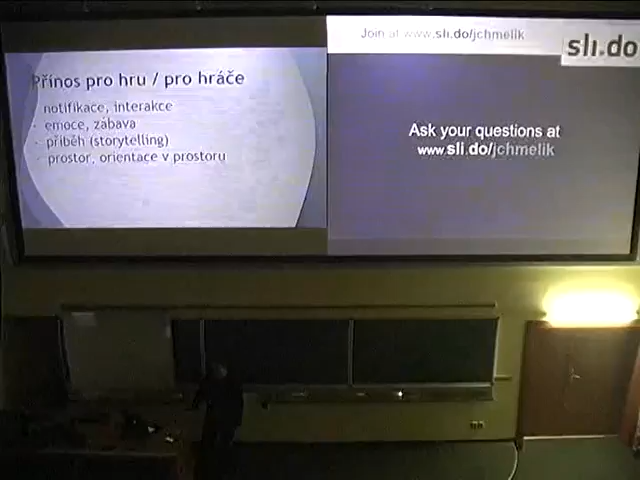 Přínos pro hru / pro hráče
- notifikace, interakce
- emoce, zábava
- příběh (storytelling)
- prostor, orientace v prostoru
Join at www.sli.do/jchmelik
sli.do
Ask your questions at
www.sli.do/jchmelik